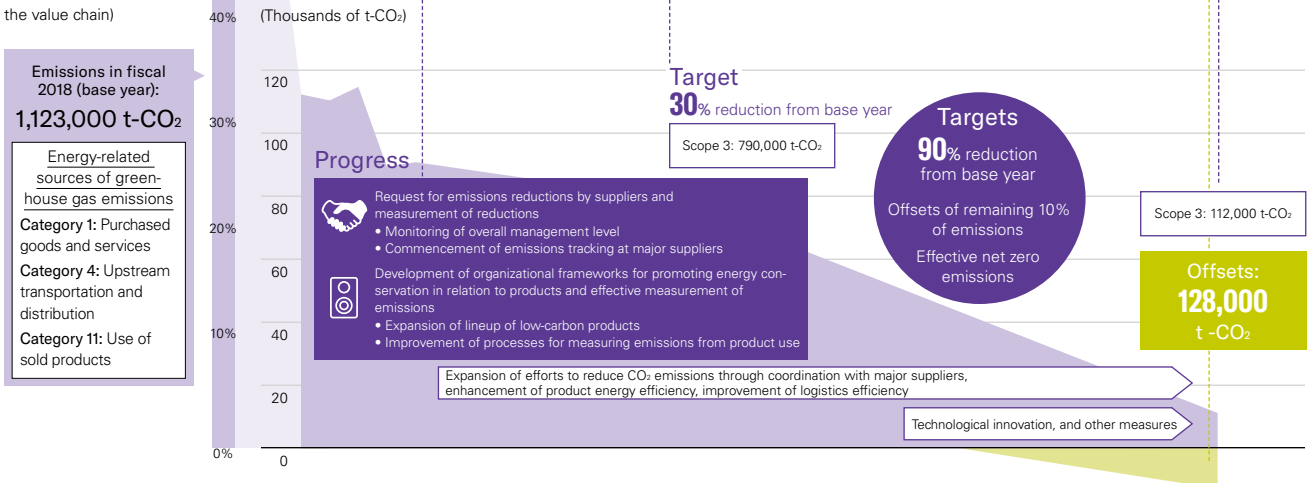 the value chain)
Emissions in fiscal
2018 (base year):
1,123,000 t-CO₂
Energy-related
sources of green-
house gas emissions
Category 1: Purchased
goods and services
Category 4: Upstream
transportation and
distribution
Category 11: Use of
sold products
40%
30%
20%
10%
0%
(Thousands of t-CO₂)
120
100
80
60
40
20
0
Progress
Request for emissions reductions by suppliers and
measurement of reductions
• Monitoring of overall management level
• Commencement of emissions tracking at major suppliers
Development of organizational frameworks for promoting energy con-
servation in relation to products and effective measurement of
emissions
• Expansion of lineup of low-carbon products
• Improvement of processes for measuring emissions from product use
Target
30% reduction from base year
Scope 3: 790,000 t-CO₂
Targets
90% reduction
from base year
Offsets of remaining 10%
of emissions
Effective net zero
emissions
Scope 3: 112,000 t-CO₂
Offsets:
128,000
t -CO₂
Expansion of efforts to reduce CO₂ emissions through coordination with major suppliers,
enhancement of product energy efficiency, improvement of logistics efficiency
Technological innovation, and other measures